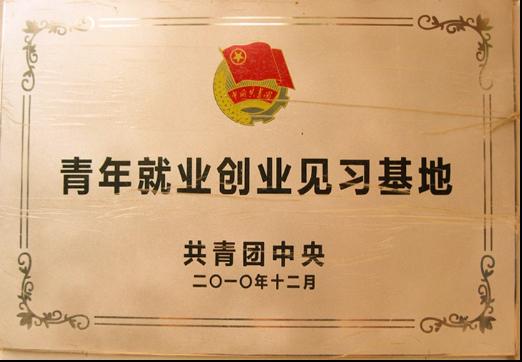 中国共青团
青年就业创业见习基地
共青团中央
二〇一〇年十二月